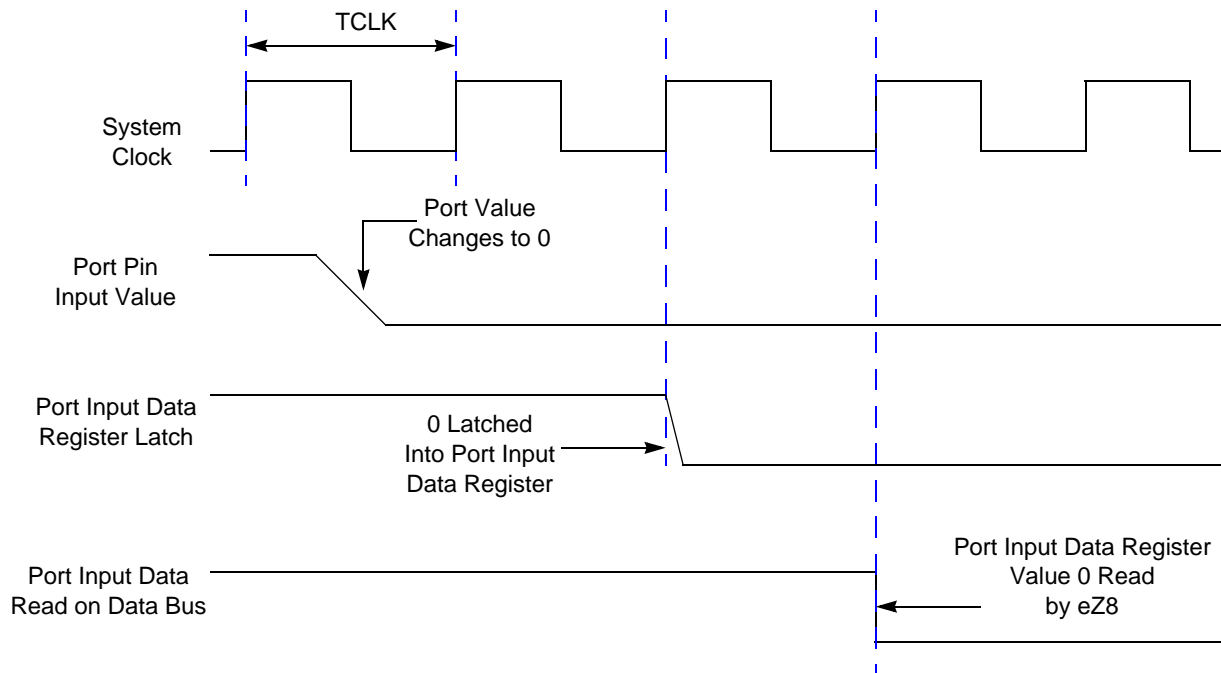 TCLK
System
Clock
Port Value
Changes to 0
Port Pin
Input Value
Port Input Data
Register Latch
0 Latched
Into Port Input
Data Register
Port Input Data
Read on Data Bus
Port Input Data Register
Value 0 Read
by eZ8